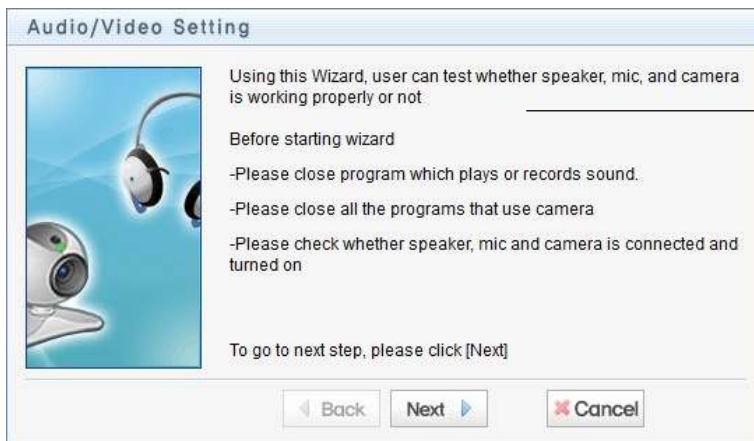 Audio/Video Setting
Using this Wizard, user can test whether speaker, mic, and camera
is working properly or not
Before starting wizard
-Please close program which plays or records sound.
-Please close all the programs that use camera
-Please check whether speaker, mic and camera is connected and
turned on
To go to next step, please click [Next]
Back
Next
Cancel